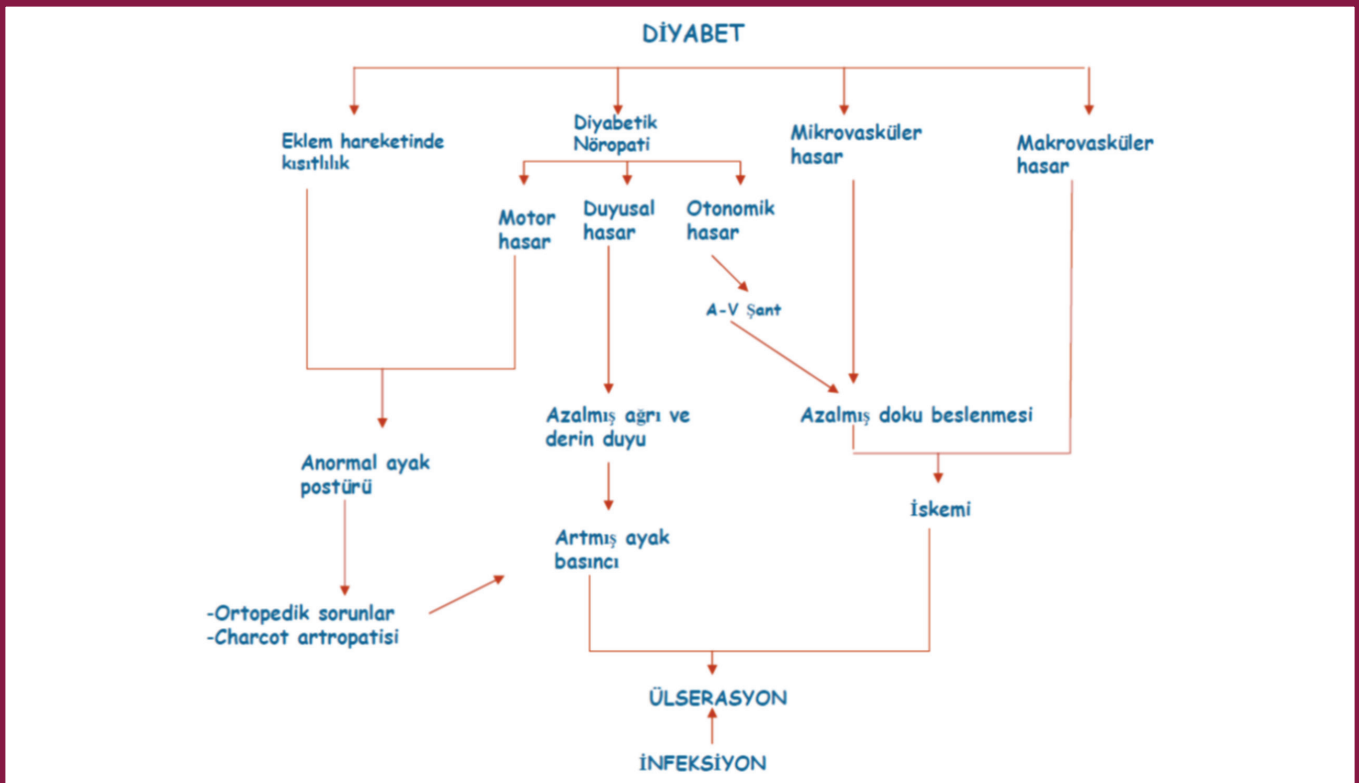 DİYABET
Eklem hareketinde
kısıtlılık
Diyabetik
Nöropati
Mikrovasküler
hasar
Makrovasküler
hasar
Motor
hasar
Duyusal
hasar
Otonomik
hasar
A-V Şant
Azalmış ağrı ve
derin duyu
Azalmış doku beslenmesi
Anormal ayak
postürü
İskemi
Artmış ayak
basıncı
-Ortopedik sorunlar
-Charcot artropatisi
ÜLSERASYON
İNFEKSİYON